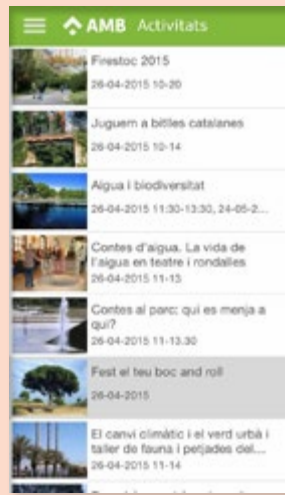 AMB Activitats
Firestoc 2015
26-04-2015 10-20
Juguem a bitlles catalanes
26-04-2015 10-14
Aigua i biodiversitat
26-04-2015 11:30-13:30, 24-05-2...
Contes d'aigua. La vida de
l'aigua en teatre i rondalles
26-04-2015 11-13
Contes al parc: qui es menja a
qui?
26-04-2015 11-13.30
Fest el teu boc and roll
26-04-2015
El canvi climàtic i el verd urbà i
taller de fauna i petjades del...
26-04-2015 11-14